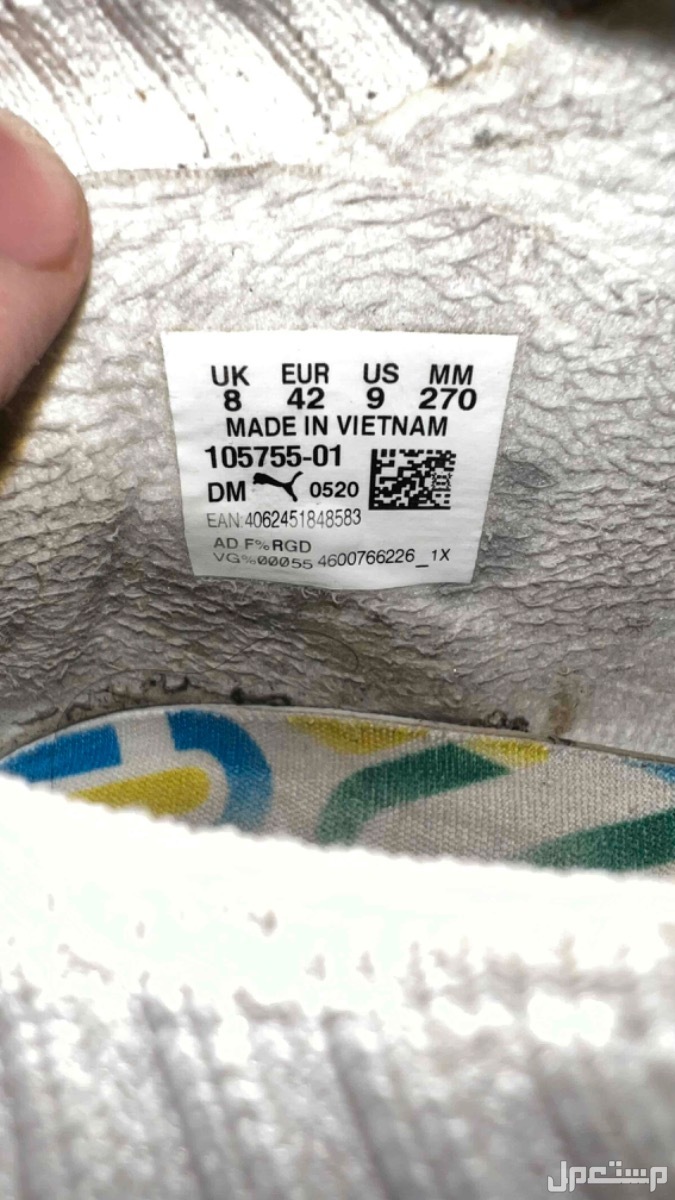 UK EUR US MM
8 42 9 270
MADE IN VIETNAM
105755-01
DM 0520
EAN:4062451848583
AD F%RGD
VG%00055 4600766226_1X
مستعمل